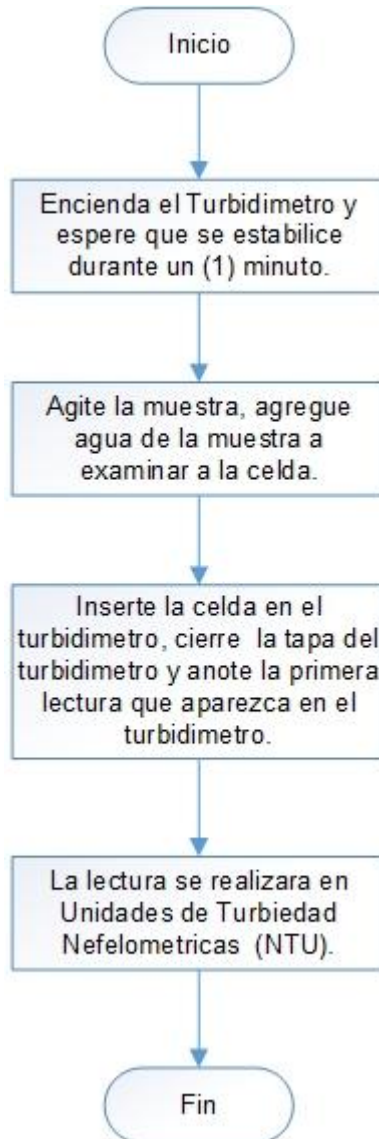 Inicio
Encienda el Turbidimetro y
espere que se estabilice
durante un (1) minuto.
Agite la muestra, agregue
agua de la muestra a
examinar a la celda.
Inserte la celda en el
turbidimetro, cierre la tapa del
turbidimetro y anote la primera
lectura que aparezca en el
turbidimetro.
La lectura se realizara en
Unidades de Turbiedad
Nefelometricas (NTU).
Fin